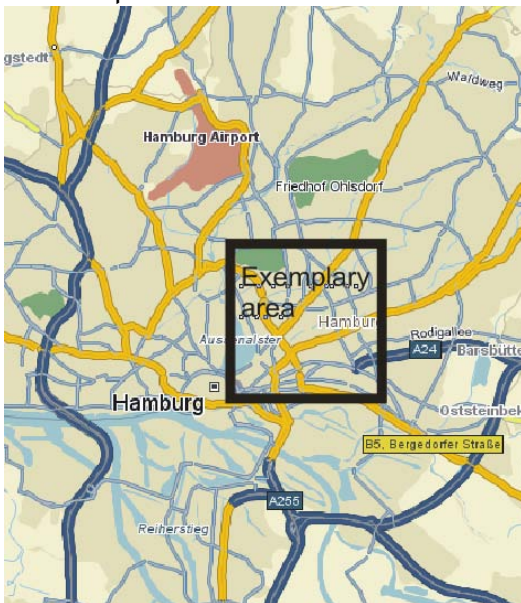 gstedt
Waldweg
Hamburg Airport
Friedhof Ohlsdorf
Exemplary
area
Hambur
Aussenalster
Rodigallee
A24
Barsbütte
Hamburg
Oststeinbek
B5, Bergedorfer Straße
A255
Reiherstieg